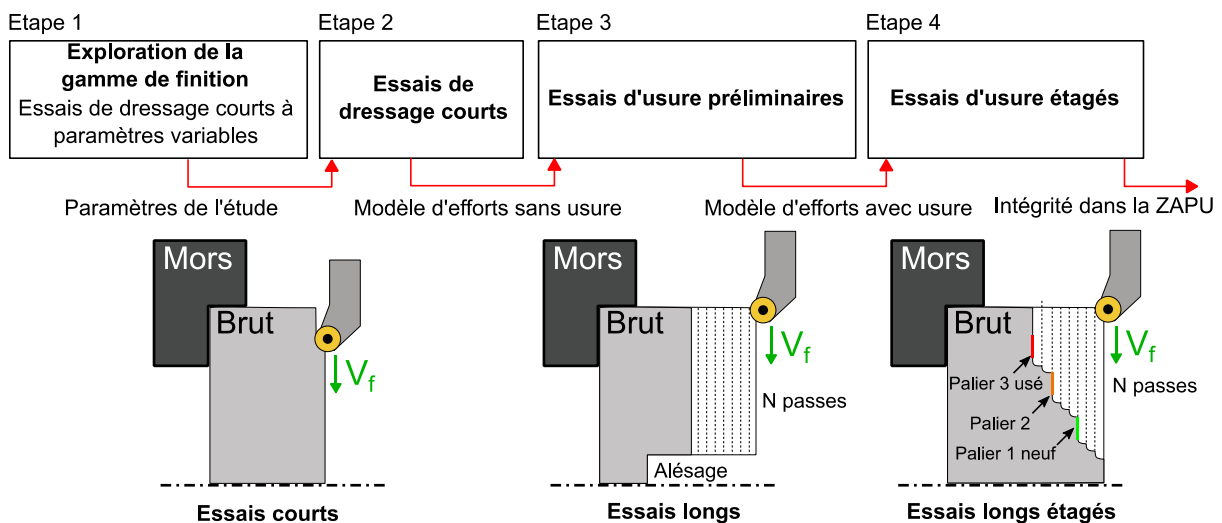 Etape 1
Exploration de la
gamme de finition
Essais de dressage courts à
paramètres variables
Etape 2
Essais de
dressage courts
Etape 3
Essais d'usure préliminaires
Etape 4
Essais d'usure étagés
Paramètres de l'étude
Modèle d'efforts sans usure
Modèle d'efforts avec usure
Intégrité dans la ZAPU
Mors
Brut
Vf
Essais courts
Mors
Brut
Vf
N passes
Alésage
Essais longs
Mors
Brut
Vf
Palier 3 usé
N passes
Palier 2
Palier 1 neuf
Essais longs étagés